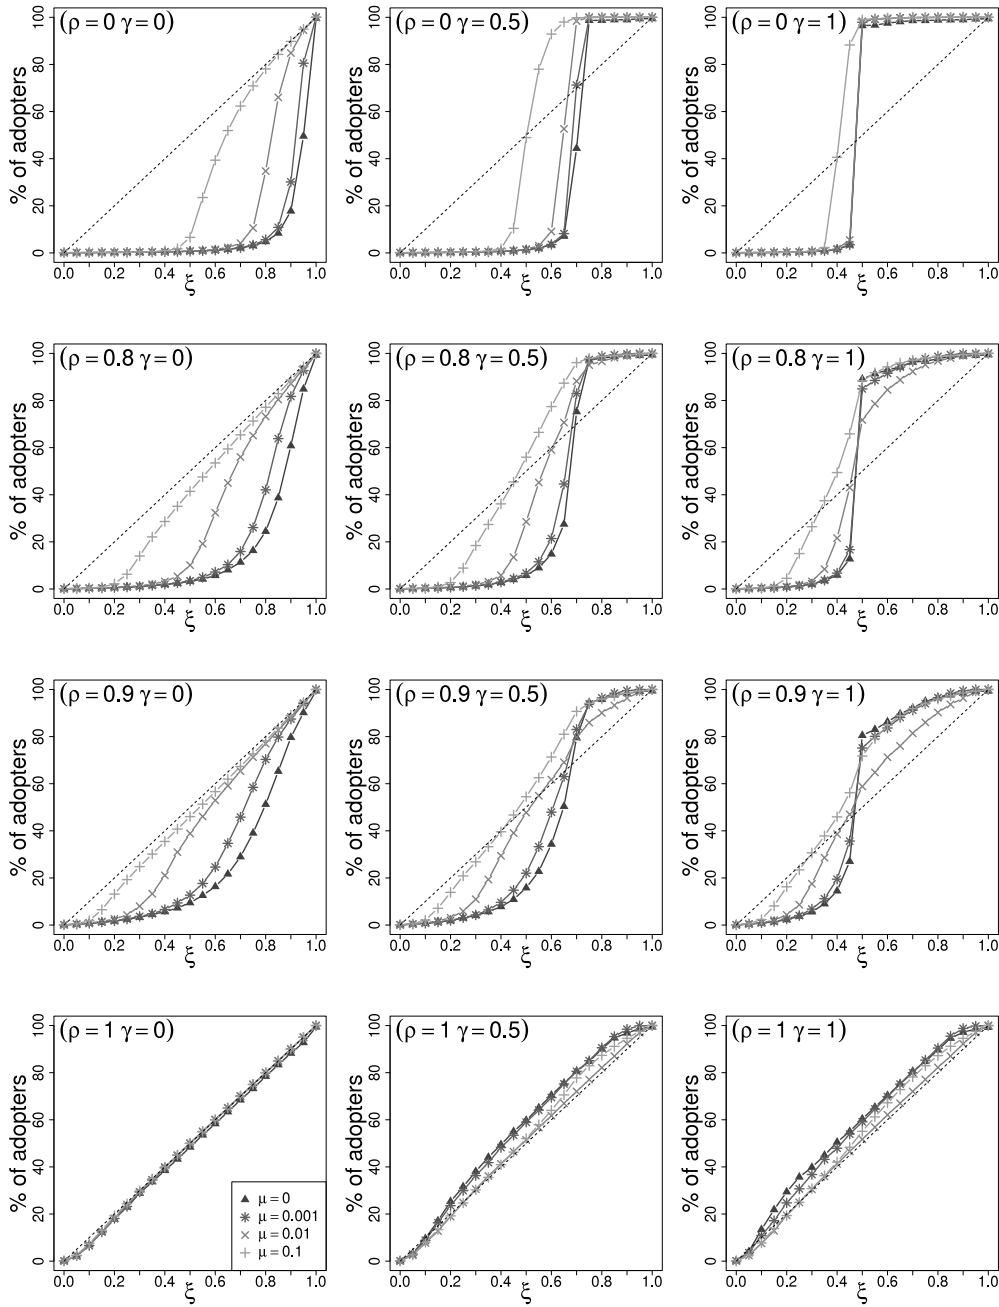 (ρ = 0 γ = 0)
% of adopters
0 20 40 60 80 100
0.0 0.2 0.4 0.6 0.8 1.0
ξ
(ρ = 0 γ = 0.5)
% of adopters
0 20 40 60 80 100
0.0 0.2 0.4 0.6 0.8 1.0
ξ
(ρ = 0 γ = 1)
% of adopters
0 20 40 60 80 100
0.0 0.2 0.4 0.6 0.8 1.0
ξ
(ρ = 0.8 γ = 0)
% of adopters
0 20 40 60 80 100
0.0 0.2 0.4 0.6 0.8 1.0
ξ
(ρ = 0.8 γ = 0.5)
% of adopters
0 20 40 60 80 100
0.0 0.2 0.4 0.6 0.8 1.0
ξ
(ρ = 0.8 γ = 1)
% of adopters
0 20 40 60 80 100
0.0 0.2 0.4 0.6 0.8 1.0
ξ
(ρ = 0.9 γ = 0)
% of adopters
0 20 40 60 80 100
0.0 0.2 0.4 0.6 0.8 1.0
ξ
(ρ = 0.9 γ = 0.5)
% of adopters
0 20 40 60 80 100
0.0 0.2 0.4 0.6 0.8 1.0
ξ
(ρ = 0.9 γ = 1)
% of adopters
0 20 40 60 80 100
0.0 0.2 0.4 0.6 0.8 1.0
ξ
(ρ = 1 γ = 0)
% of adopters
0 20 40 60 80 100
0.0 0.2 0.4 0.6 0.8 1.0
ξ
μ = 0
μ = 0.001
μ = 0.01
μ = 0.1
(ρ = 1 γ = 0.5)
% of adopters
0 20 40 60 80 100
0.0 0.2 0.4 0.6 0.8 1.0
ξ
(ρ = 1 γ = 1)
% of adopters
0 20 40 60 80 100
0.0 0.2 0.4 0.6 0.8 1.0
ξ